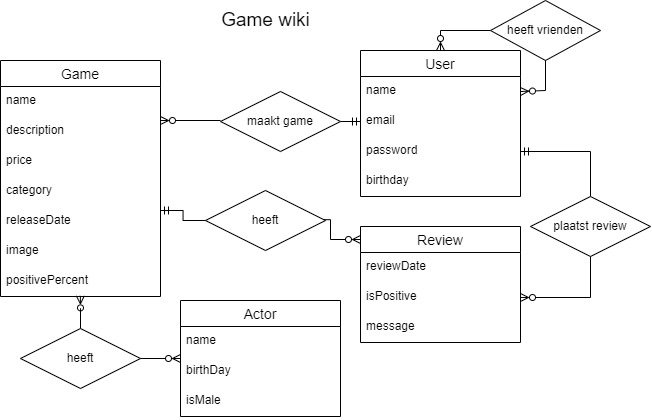 Game wiki
heeft vrienden
Game
name
description
price
category
releaseDate
image
positivePercent
maakt game
User
name
email
password
birthday
heeft
plaatst review
Review
reviewDate
isPositive
message
heeft
Actor
name
birthDay
isMale